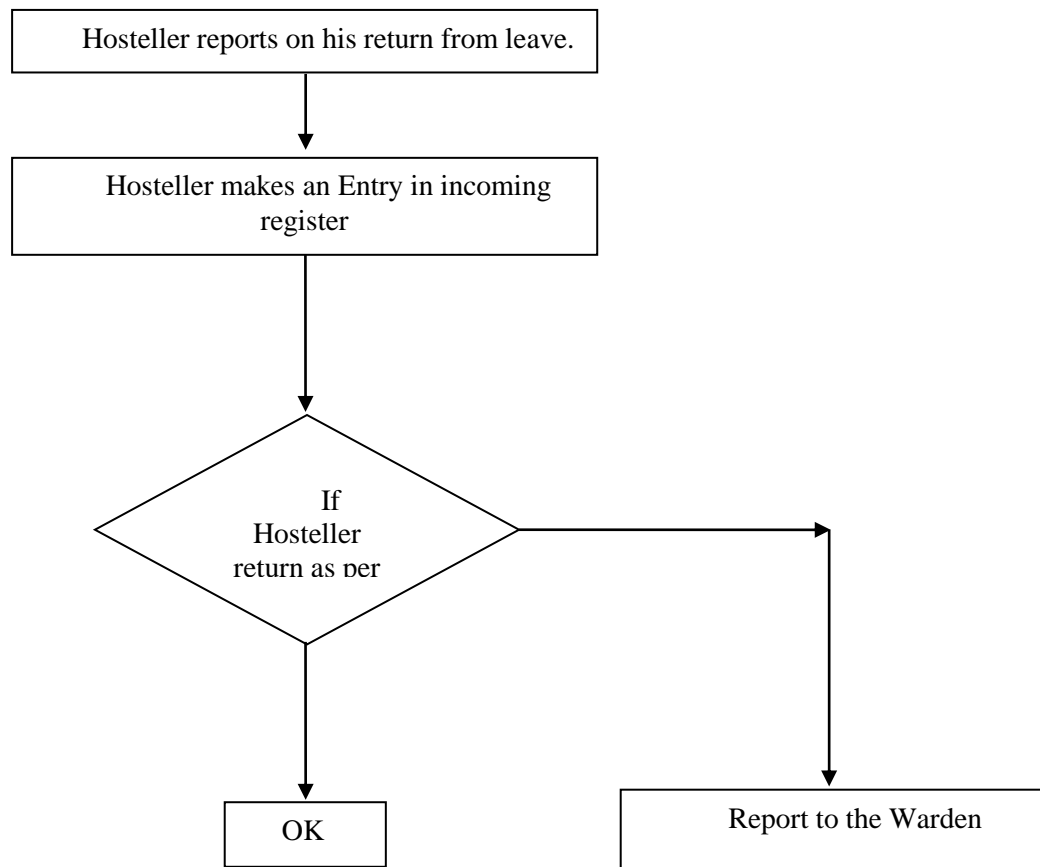 Hosteller reports on his return from leave.
Hosteller makes an Entry in incoming
register
If
Hosteller
return as per
OK
Report to the Warden